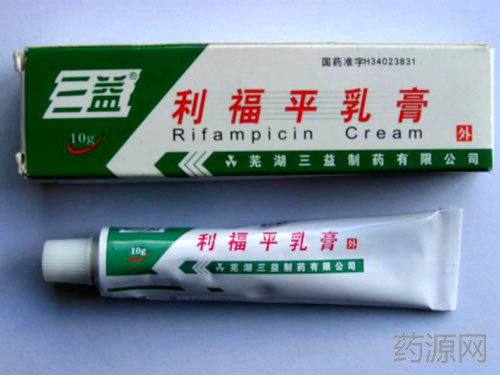 国药准字H34023831
三益®
利福平乳膏
10g
Rifampicin Cream 外
芜湖三益制药有限公司
利福平乳膏 外
10g
芜湖三益制药有限公司
药源网